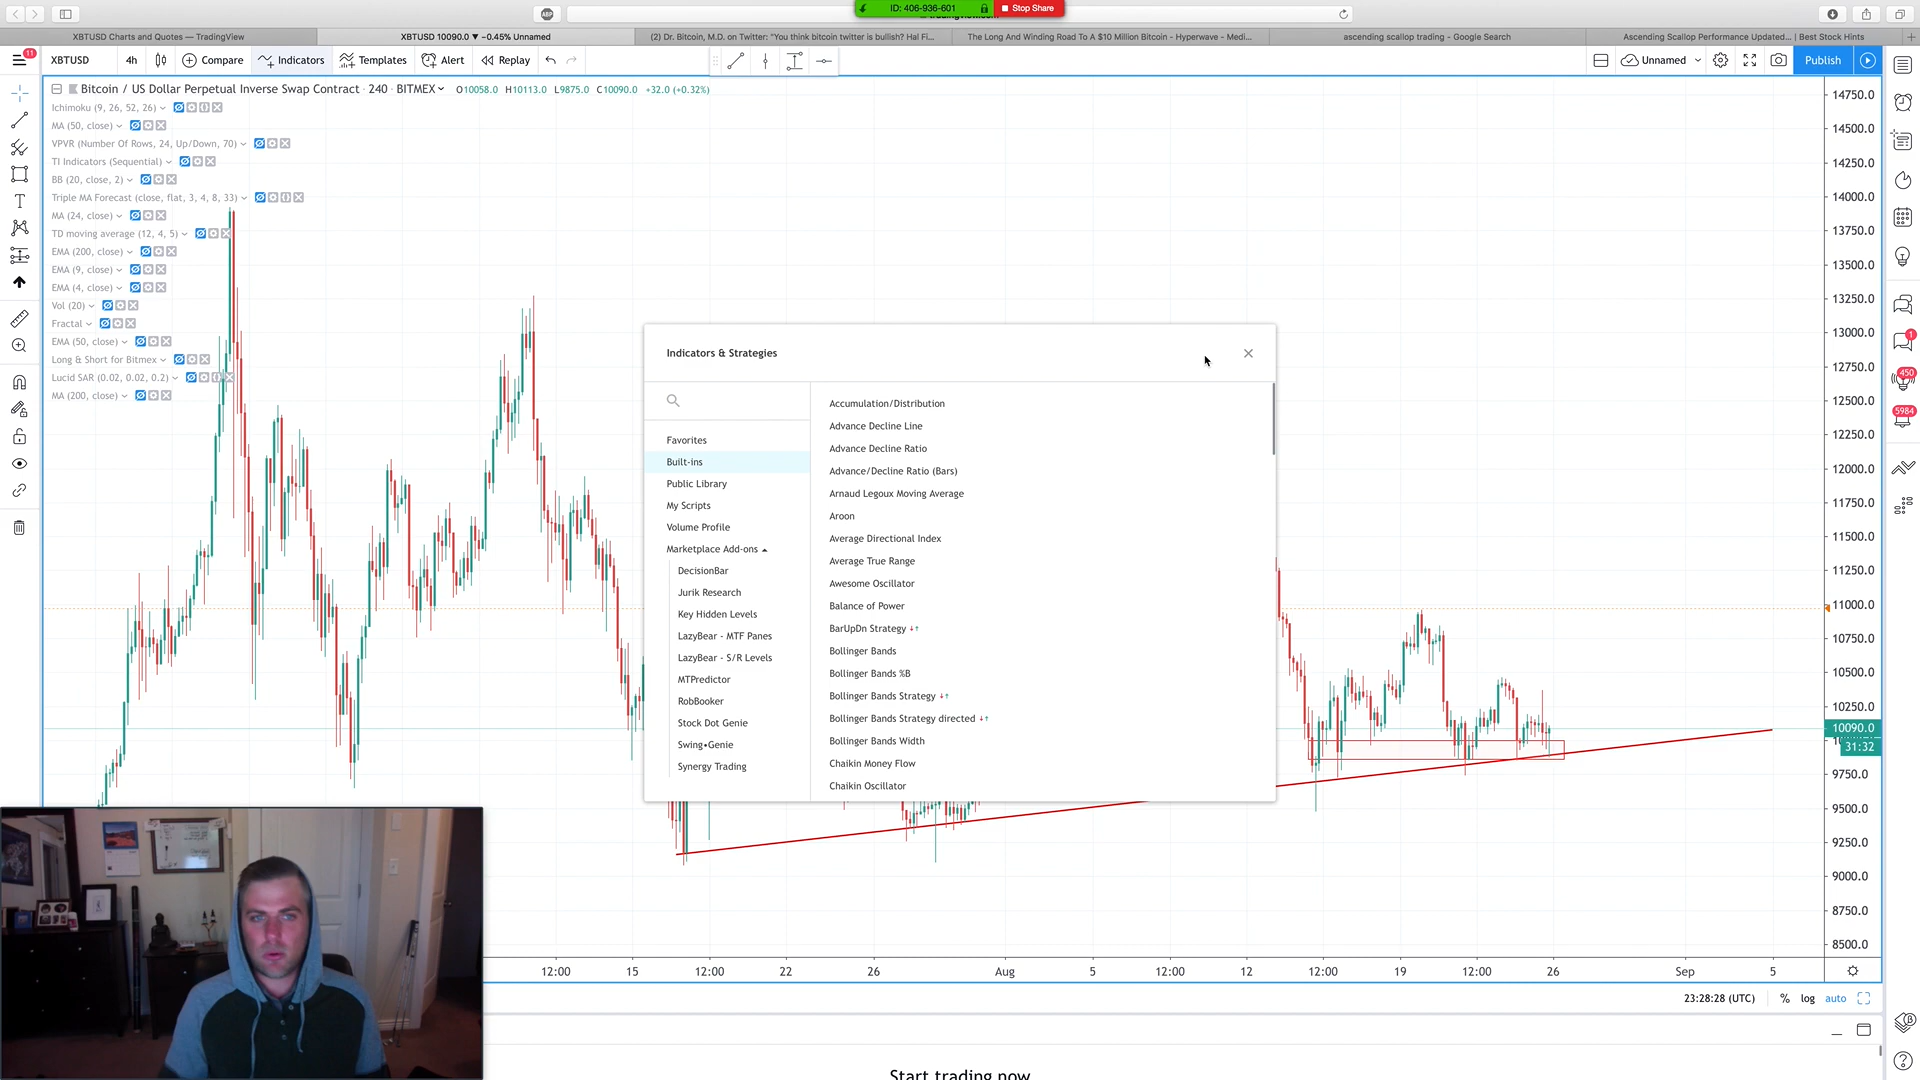 ID: 406-936-601
Stop Share
ABP
XBTUSD Charts and Quotes — TradingView
XBTUSD 10090.0 ▼ −0.45% Unnamed
(2) Dr. Bitcoin, M.D. on Twitter: "You think bitcoin twitter is bullish? Hal Fi...
The Long And Winding Road To A $10 Million Bitcoin - Hyperwave - Medi...
ascending scallop trading - Google Search
Ascending Scallop Performance Updated... | Best Stock Hints
11
XBTUSD
4h
Compare
Indicators
Templates
Alert
Replay
Unnamed
Publish
Bitcoin / US Dollar Perpetual Inverse Swap Contract · 240 · BITMEX
O10058.0 H10113.0 L9875.0 C10090.0 +32.0 (+0.32%)
Ichimoku (9, 26, 52, 26)
MA (50, close)
VPVR (Number Of Rows, 24, Up/Down, 70)
TI Indicators (Sequential)
BB (20, close, 2)
Triple MA Forecast (close, flat, 3, 4, 8, 33)
MA (24, close)
TD moving average (12, 4, 5)
EMA (200, close)
EMA (9, close)
EMA (4, close)
Vol (20)
Fractal
EMA (50, close)
Long & Short for Bitmex
Lucid SAR (0.02, 0.02, 0.2)
MA (200, close)
Indicators & Strategies
Favorites
Built-ins
Public Library
My Scripts
Volume Profile
Marketplace Add-ons
DecisionBar
Jurik Research
Key Hidden Levels
LazyBear - MTF Panes
LazyBear - S/R Levels
MTPredictor
RobBooker
Stock Dot Genie
Swing•Genie
Synergy Trading
Accumulation/Distribution
Advance Decline Line
Advance Decline Ratio
Advance/Decline Ratio (Bars)
Arnaud Legoux Moving Average
Aroon
Average Directional Index
Average True Range
Awesome Oscillator
Balance of Power
BarUpDn Strategy
Bollinger Bands
Bollinger Bands %B
Bollinger Bands Strategy
Bollinger Bands Strategy directed
Bollinger Bands Width
Chaikin Money Flow
Chaikin Oscillator
14750.0
14500.0
14250.0
14000.0
13750.0
13500.0
13250.0
13000.0
12750.0
12500.0
12250.0
12000.0
11750.0
11500.0
11250.0
11000.0
10750.0
10500.0
10250.0
10090.0
31:32
9750.0
9500.0
9250.0
9000.0
8750.0
8500.0
1
450
5984
12:00
15
12:00
22
26
Aug
5
12:00
12
12:00
19
12:00
26
Sep
5
23:28:28 (UTC)
%
log
auto
Start trading now